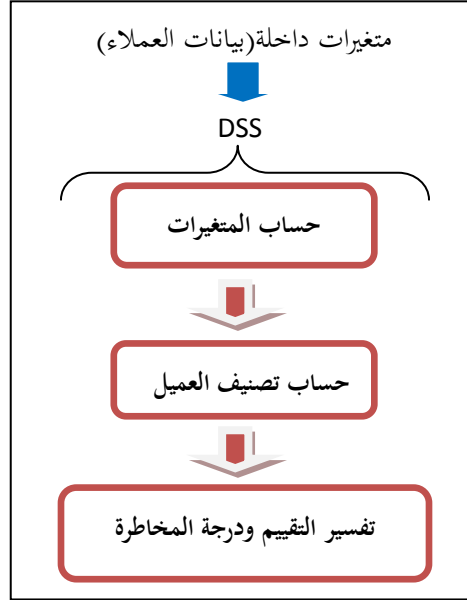 متغيرات داخلة(بيانات العملاء)
DSS
حساب المتغيرات
حساب تصنيف العميل
تفسير التقييم ودرجة المخاطرة